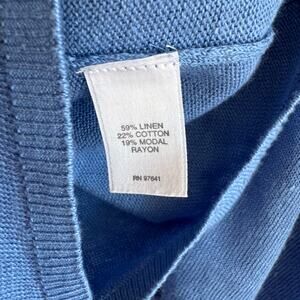 59% LINEN
22% COTTON
19% MODAL
RAYON
RN 97641